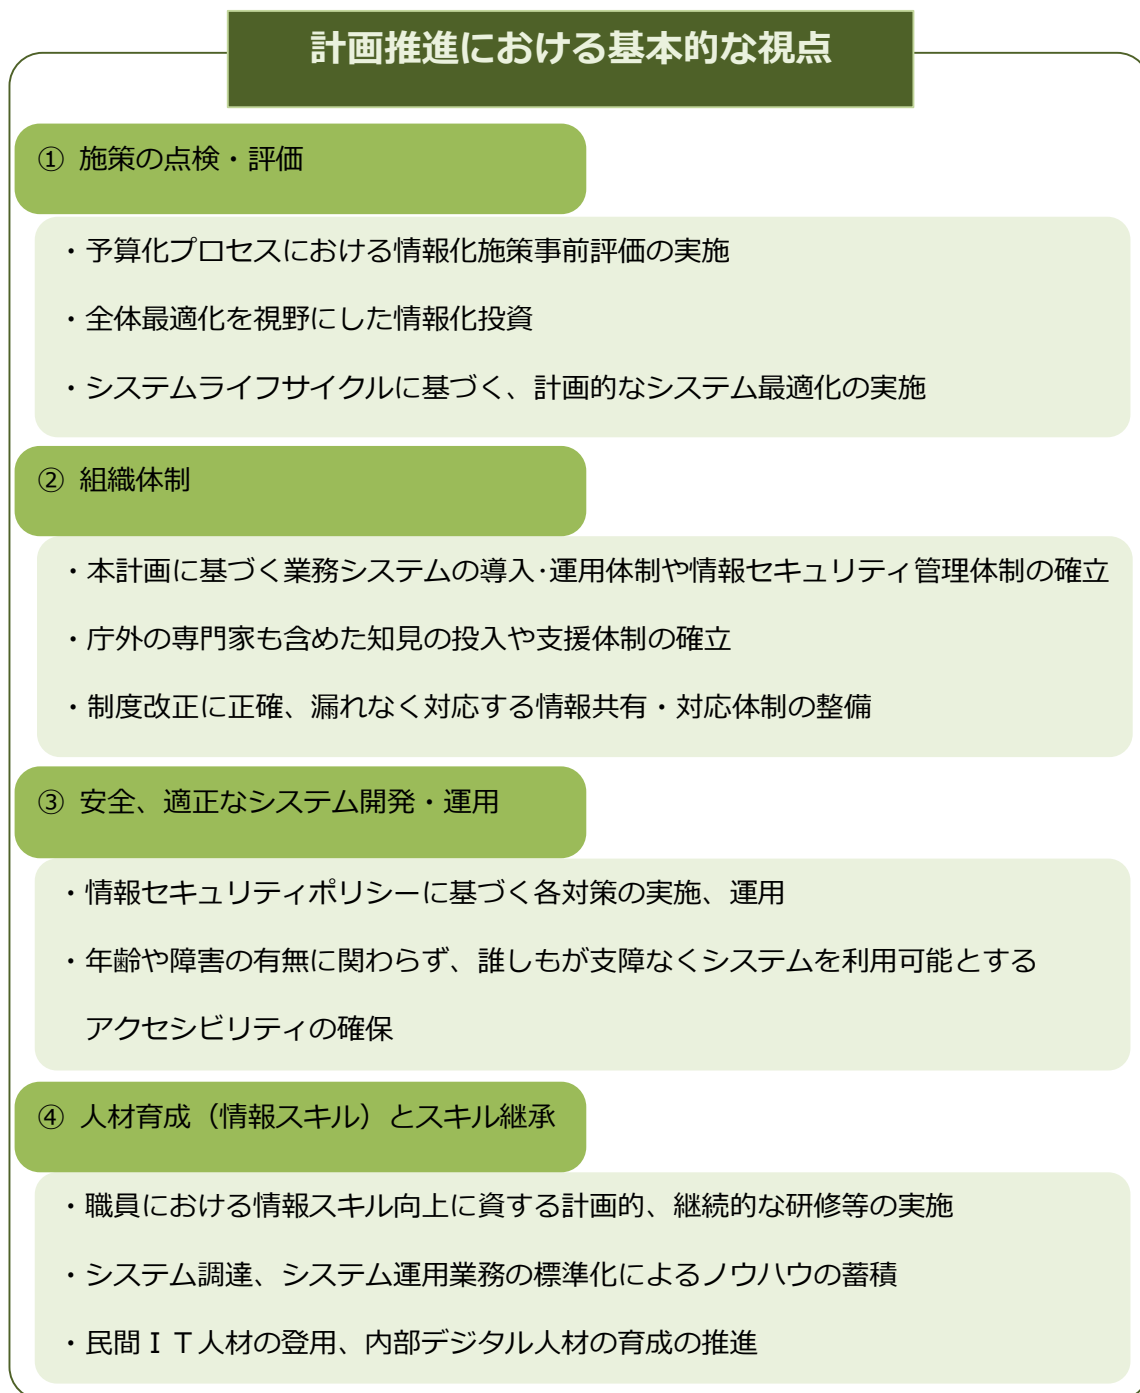 計画推進における基本的な視点
① 施策の点検・評価
・予算化プロセスにおける情報化施策事前評価の実施
・全体最適化を視野にした情報化投資
・システムライフサイクルに基づく、計画的なシステム最適化の実施
② 組織体制
・本計画に基づく業務システムの導入･運用体制や情報セキュリティ管理体制の確立
・庁外の専門家も含めた知見の投入や支援体制の確立
・制度改正に正確、漏れなく対応する情報共有・対応体制の整備
③ 安全、適正なシステム開発・運用
・情報セキュリティポリシーに基づく各対策の実施、運用
・年齢や障害の有無に関わらず、誰しもが支障なくシステムを利用可能とする
アクセシビリティの確保
④ 人材育成（情報スキル）とスキル継承
・職員における情報スキル向上に資する計画的、継続的な研修等の実施
・システム調達、システム運用業務の標準化によるノウハウの蓄積
・民間ＩＴ人材の登用、内部デジタル人材の育成の推進